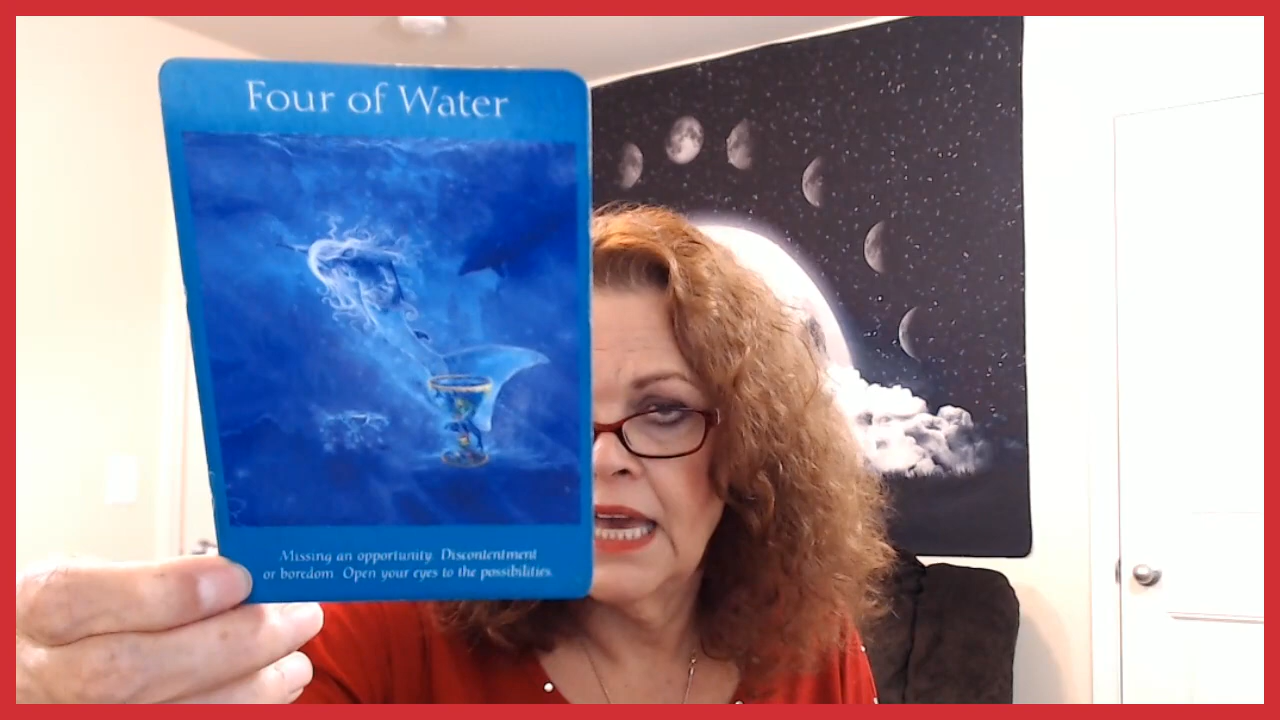 Four of Water
Missing an opportunity. Discontentment
or boredom. Open your eyes to the possibilities.